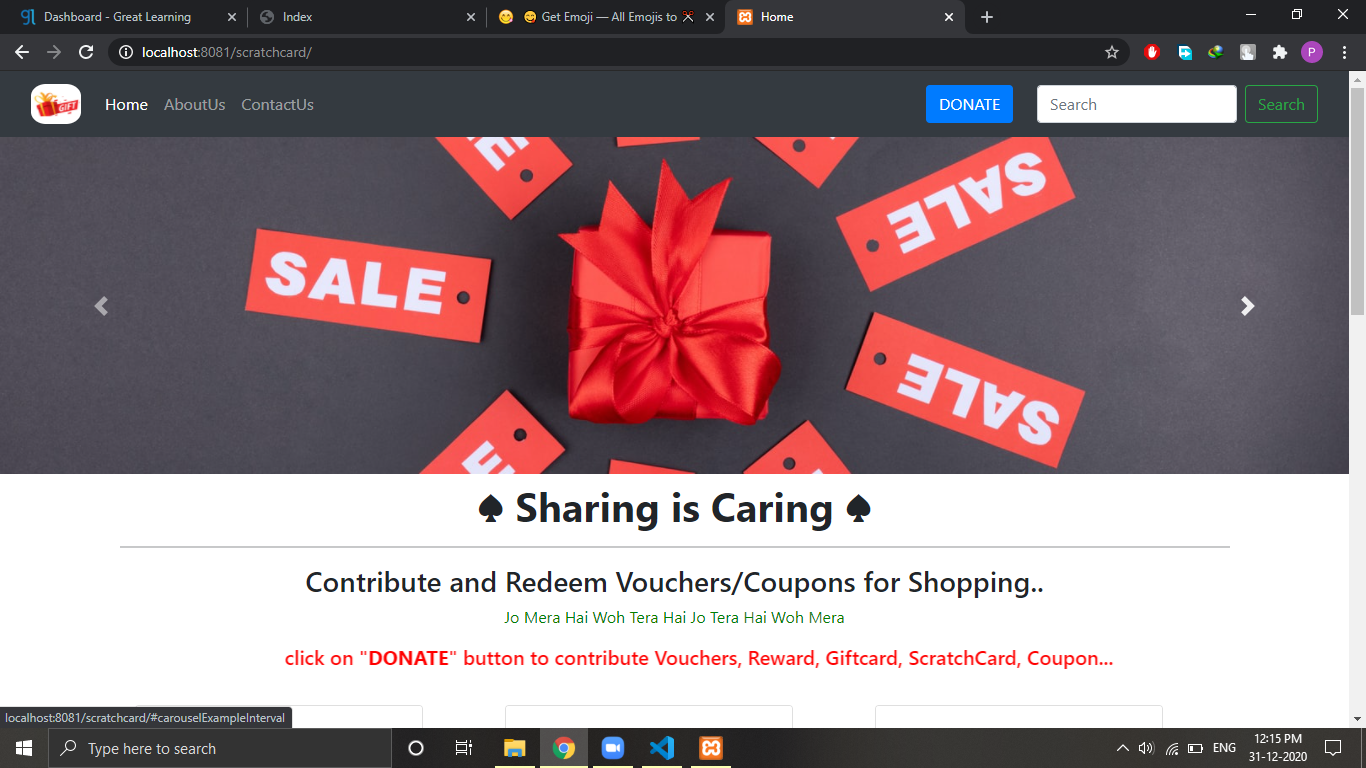 Dashboard - Great Learning
Index
😋 Get Emoji — All Emojis to ✂
Home
localhost:8081/scratchcard/
P
GIFT
Home AboutUs ContactUs
DONATE
Search
Search
SALE
SALE
SALE
♠ Sharing is Caring ♠
Contribute and Redeem Vouchers/Coupons for Shopping..
Jo Mera Hai Woh Tera Hai Jo Tera Hai Woh Mera
click on "DONATE" button to contribute Vouchers, Reward, Giftcard, ScratchCard, Coupon...
localhost:8081/scratchcard/#carouselExampleInterval
Type here to search
ENG
12:15 PM
31-12-2020